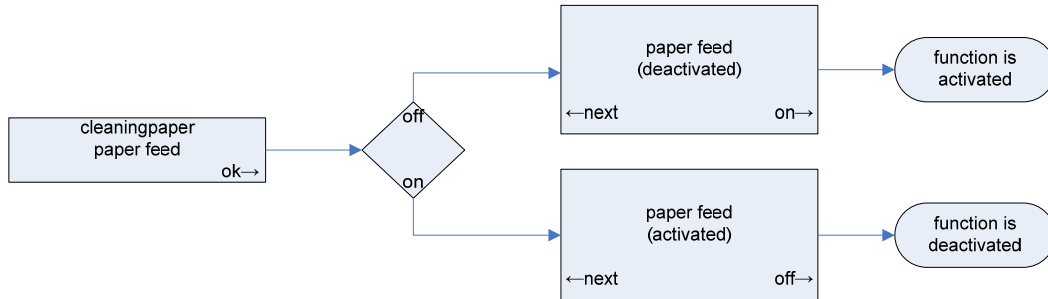 cleaningpaper
paper feed
ok→
off
on
paper feed
(deactivated)
←next on→
function is
activated
paper feed
(activated)
←next off→
function is
deactivated